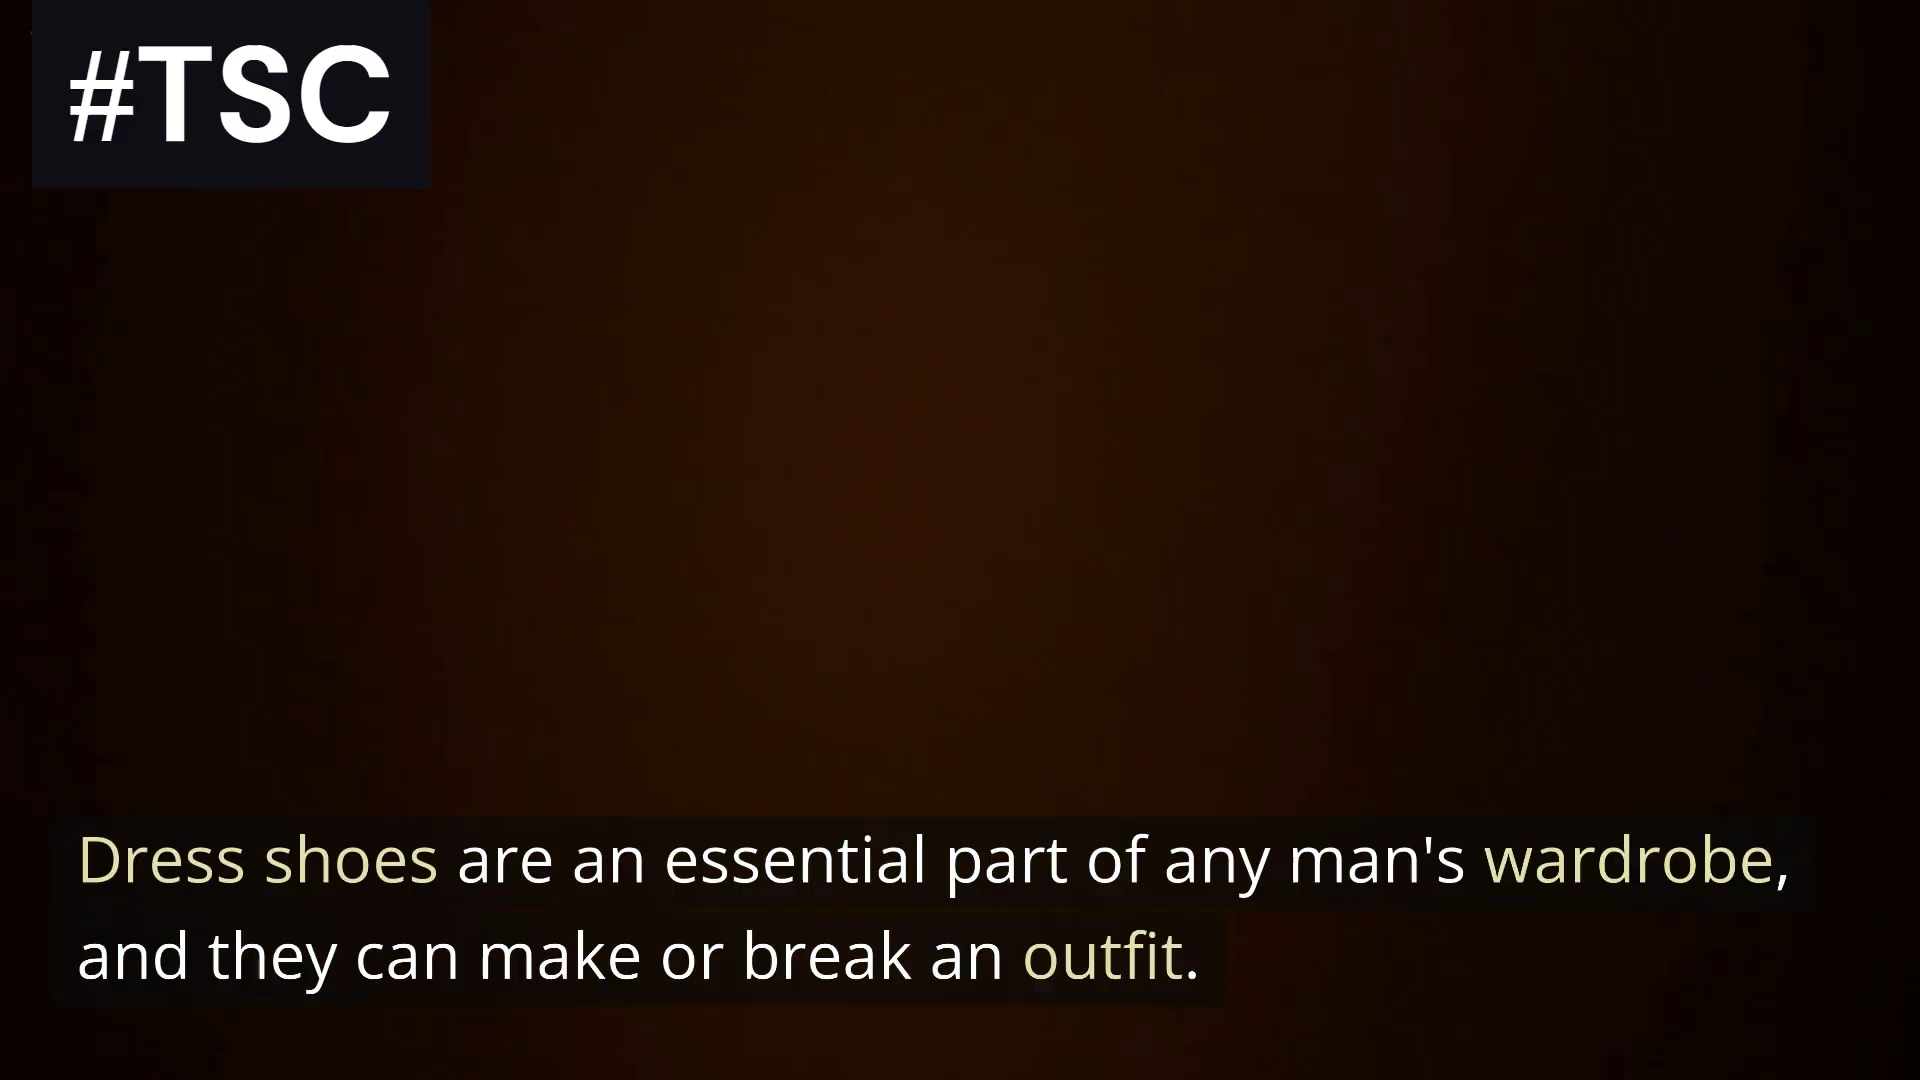 #TSC
Dress shoes are an essential part of any man's wardrobe,
and they can make or break an outfit.